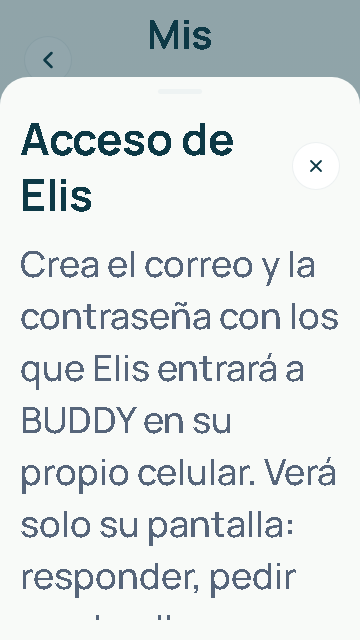 Mis
Acceso de
Elis
Crea el correo y la
contraseña con los
que Elis entrará a
BUDDY en su
propio celular. Verá
solo su pantalla:
responder, pedir